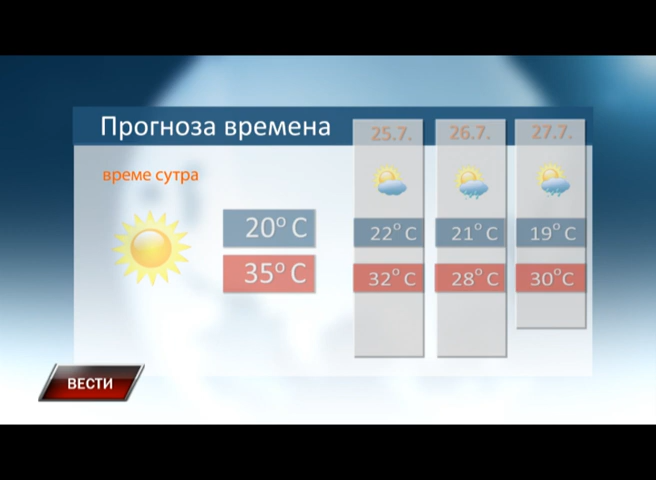 Прогноза времена
25.7. 26.7. 27.7.
време сутра
20°C 22°C 21°C 19°C
35°C 32°C 28°C 30°C
ВЕСТИ